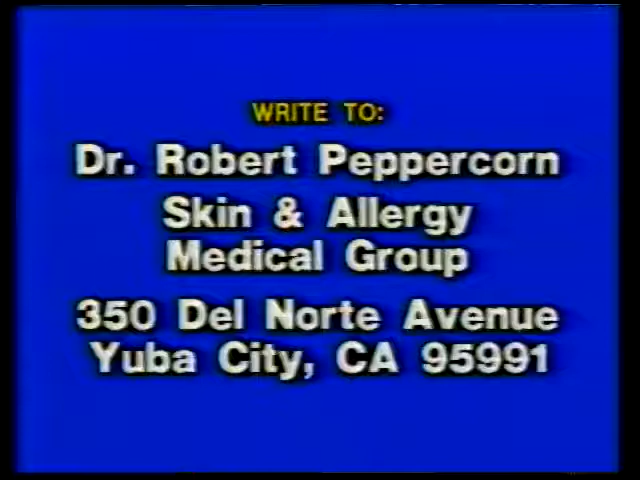 WRITE TO:
Dr. Robert Peppercorn
Skin & Allergy
Medical Group
350 Del Norte Avenue
Yuba City, CA 95991